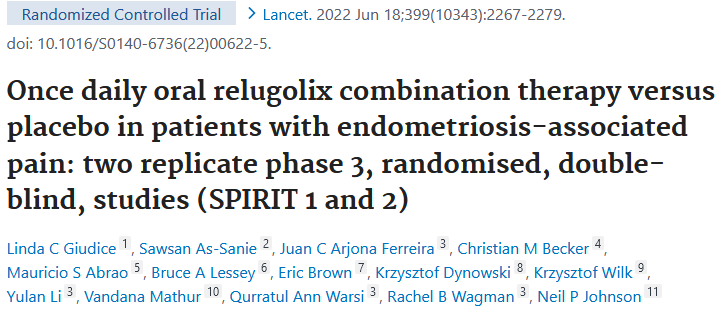 Randomized Controlled Trial > Lancet. 2022 Jun 18;399(10343):2267-2279.
doi: 10.1016/S0140-6736(22)00622-5.
Once daily oral relugolix combination therapy versus
placebo in patients with endometriosis-associated
pain: two replicate phase 3, randomised, double-
blind, studies (SPIRIT 1 and 2)
Linda C Giudice 1, Sawsan As-Sanie 2, Juan C Arjona Ferreira 3, Christian M Becker 4,
Mauricio S Abrao 5, Bruce A Lessey 6, Eric Brown 7, Krzysztof Dynowski 8, Krzysztof Wilk 9,
Yulan Li 3, Vandana Mathur 10, Qurratul Ann Warsi 3, Rachel B Wagman 3, Neil P Johnson 11